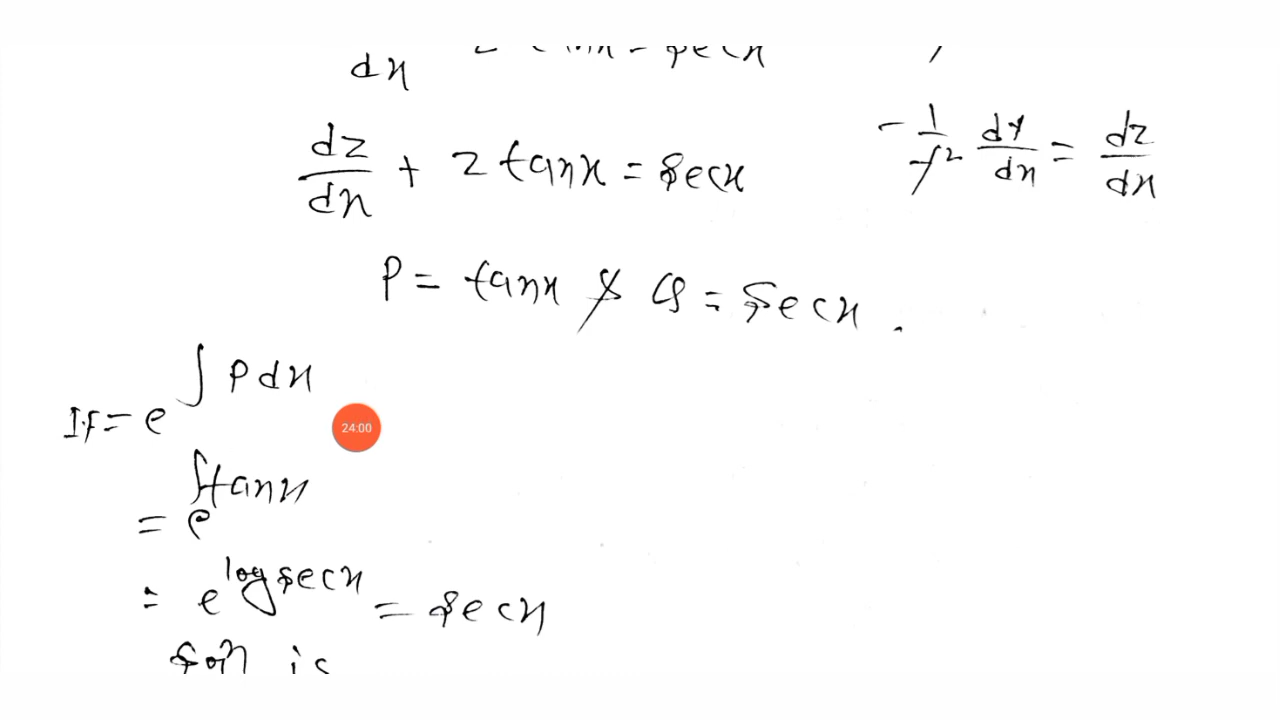 dx
dz/dx + z tanx = secx
-1/y² dy/dx = dz/dx
P = tanx & Q = secx .
I.F = e^∫Pdx
24:00
= e^∫tanx
= e^logsecx = secx
Soln is